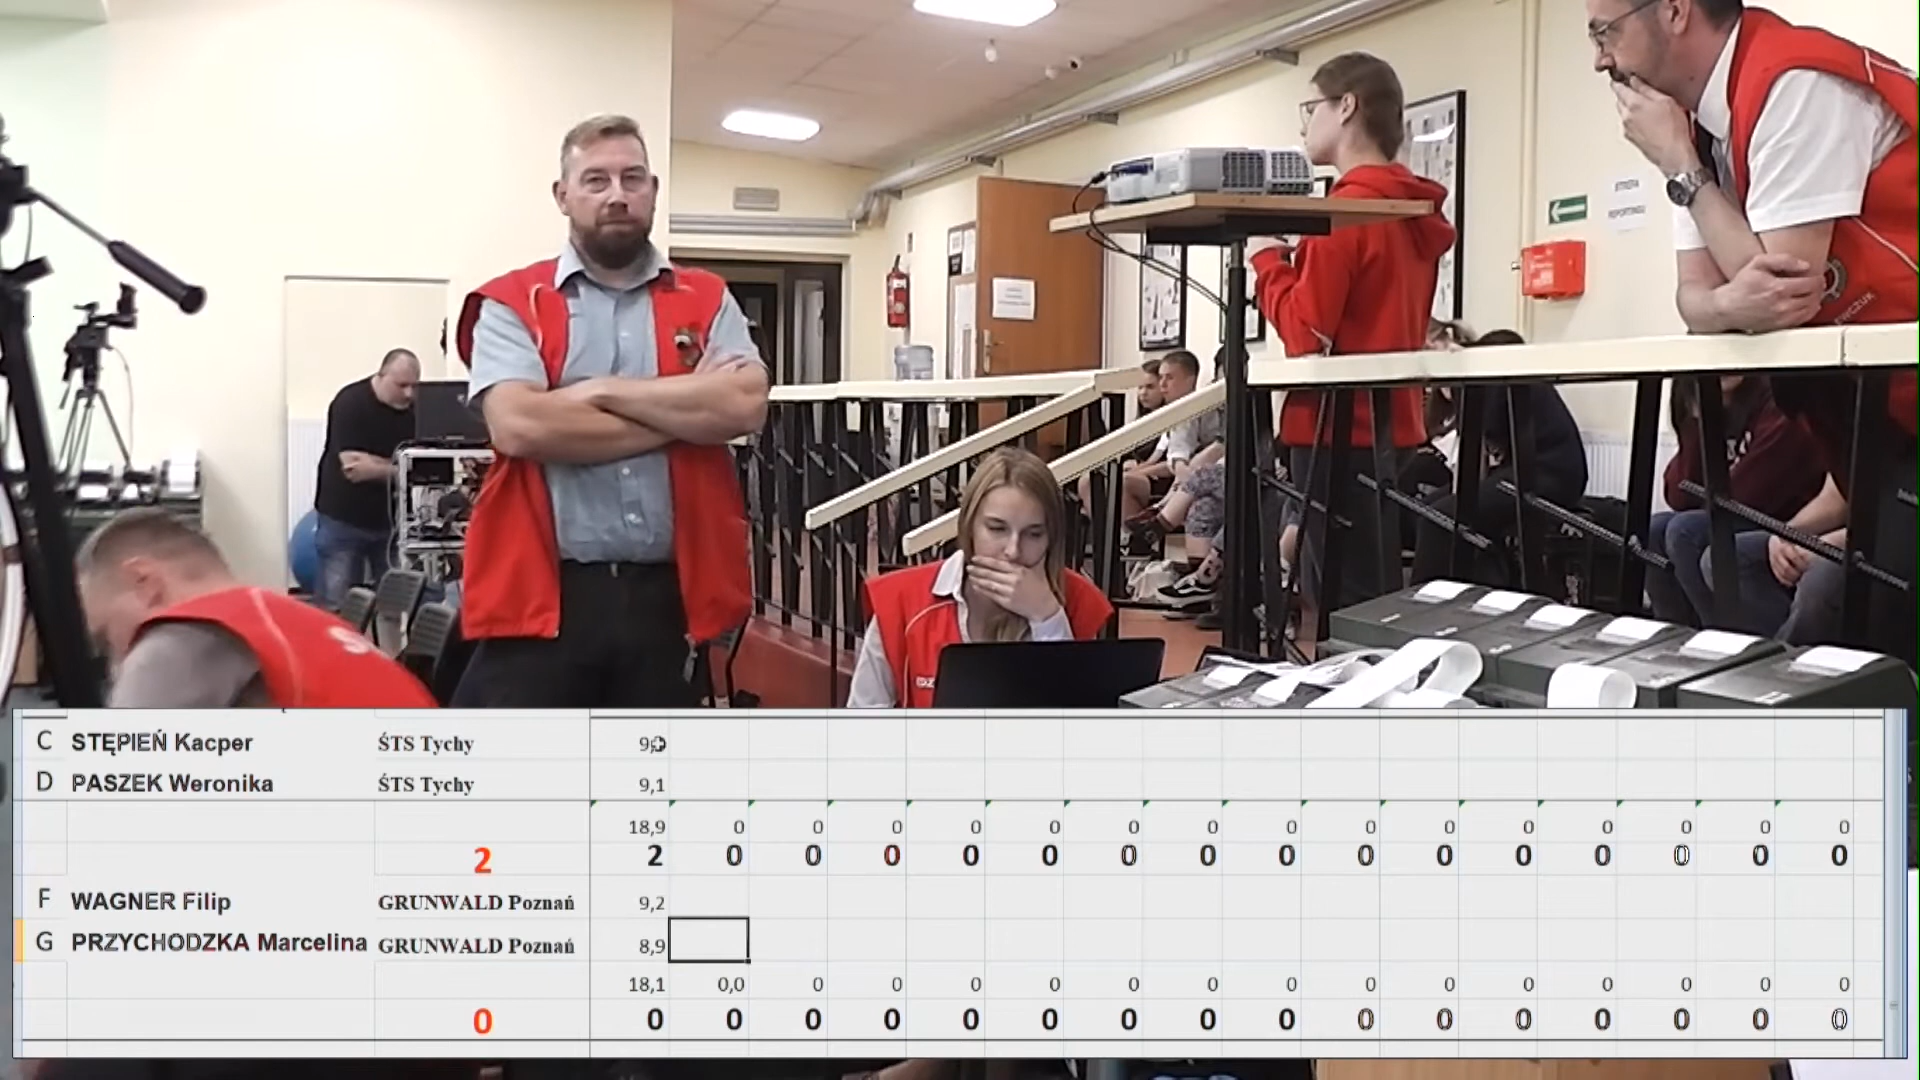 STREFA
REPORTINGU
C STĘPIEŃ Kacper ŚTS Tychy
D PASZEK Weronika ŚTS Tychy 9,1
18,9 0 0 0 0 0 0 0 0 0 0 0 0 0 0 0
2 2 0 0 0 0 0 0 0 0 0 0 0 0 0 0 0
F WAGNER Filip GRUNWALD Poznań 9,2
G PRZYCHODZKA Marcelina GRUNWALD Poznań 8,9
18,1 0,0 0 0 0 0 0 0 0 0 0 0 0 0 0 0
0 0 0 0 0 0 0 0 0 0 0 0 0 0 0 0 0